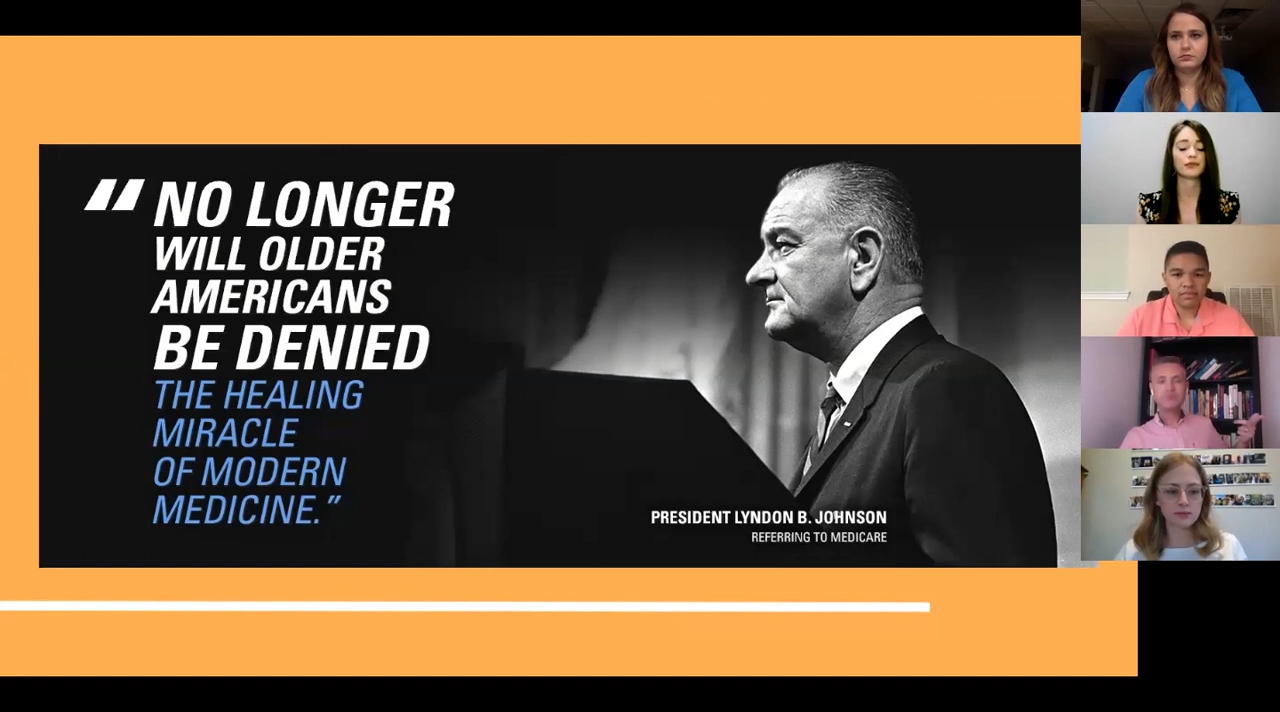 “NO LONGER
WILL OLDER
AMERICANS
BE DENIED
THE HEALING
MIRACLE
OF MODERN
MEDICINE.”
PRESIDENT LYNDON B. JOHNSON
REFERRING TO MEDICARE